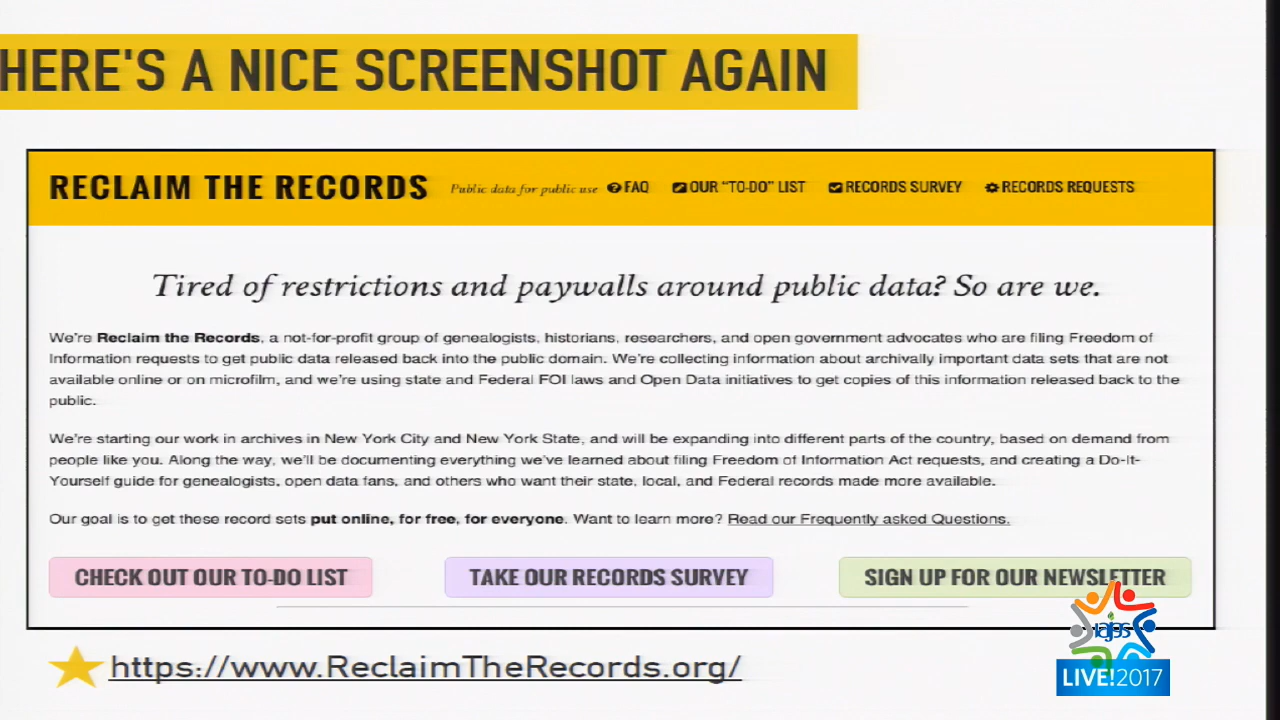 HERE'S A NICE SCREENSHOT AGAIN
RECLAIM THE RECORDS Public data for public use FAQ OUR “TO-DO” LIST RECORDS SURVEY RECORDS REQUESTS
Tired of restrictions and paywalls around public data? So are we.
We’re Reclaim the Records, a not-for-profit group of genealogists, historians, researchers, and open government advocates who are filing Freedom of
Information requests to get public data released back into the public domain. We’re collecting information about archivally important data sets that are not
available online or on microfilm, and we’re using state and Federal FOI laws and Open Data initiatives to get copies of this information released back to the
public.
We’re starting our work in archives in New York City and New York State, and will be expanding into different parts of the country, based on demand from
people like you. Along the way, we’ll be documenting everything we’ve learned about filing Freedom of Information Act requests, and creating a Do-It-
Yourself guide for genealogists, open data fans, and others who want their state, local, and Federal records made more available.
Our goal is to get these record sets put online, for free, for everyone. Want to learn more? Read our Frequently asked Questions.
CHECK OUT OUR TO-DO LIST TAKE OUR RECORDS SURVEY SIGN UP FOR OUR NEWSLETTER
iajgs
https://www.ReclaimTheRecords.org/
LIVE!2017